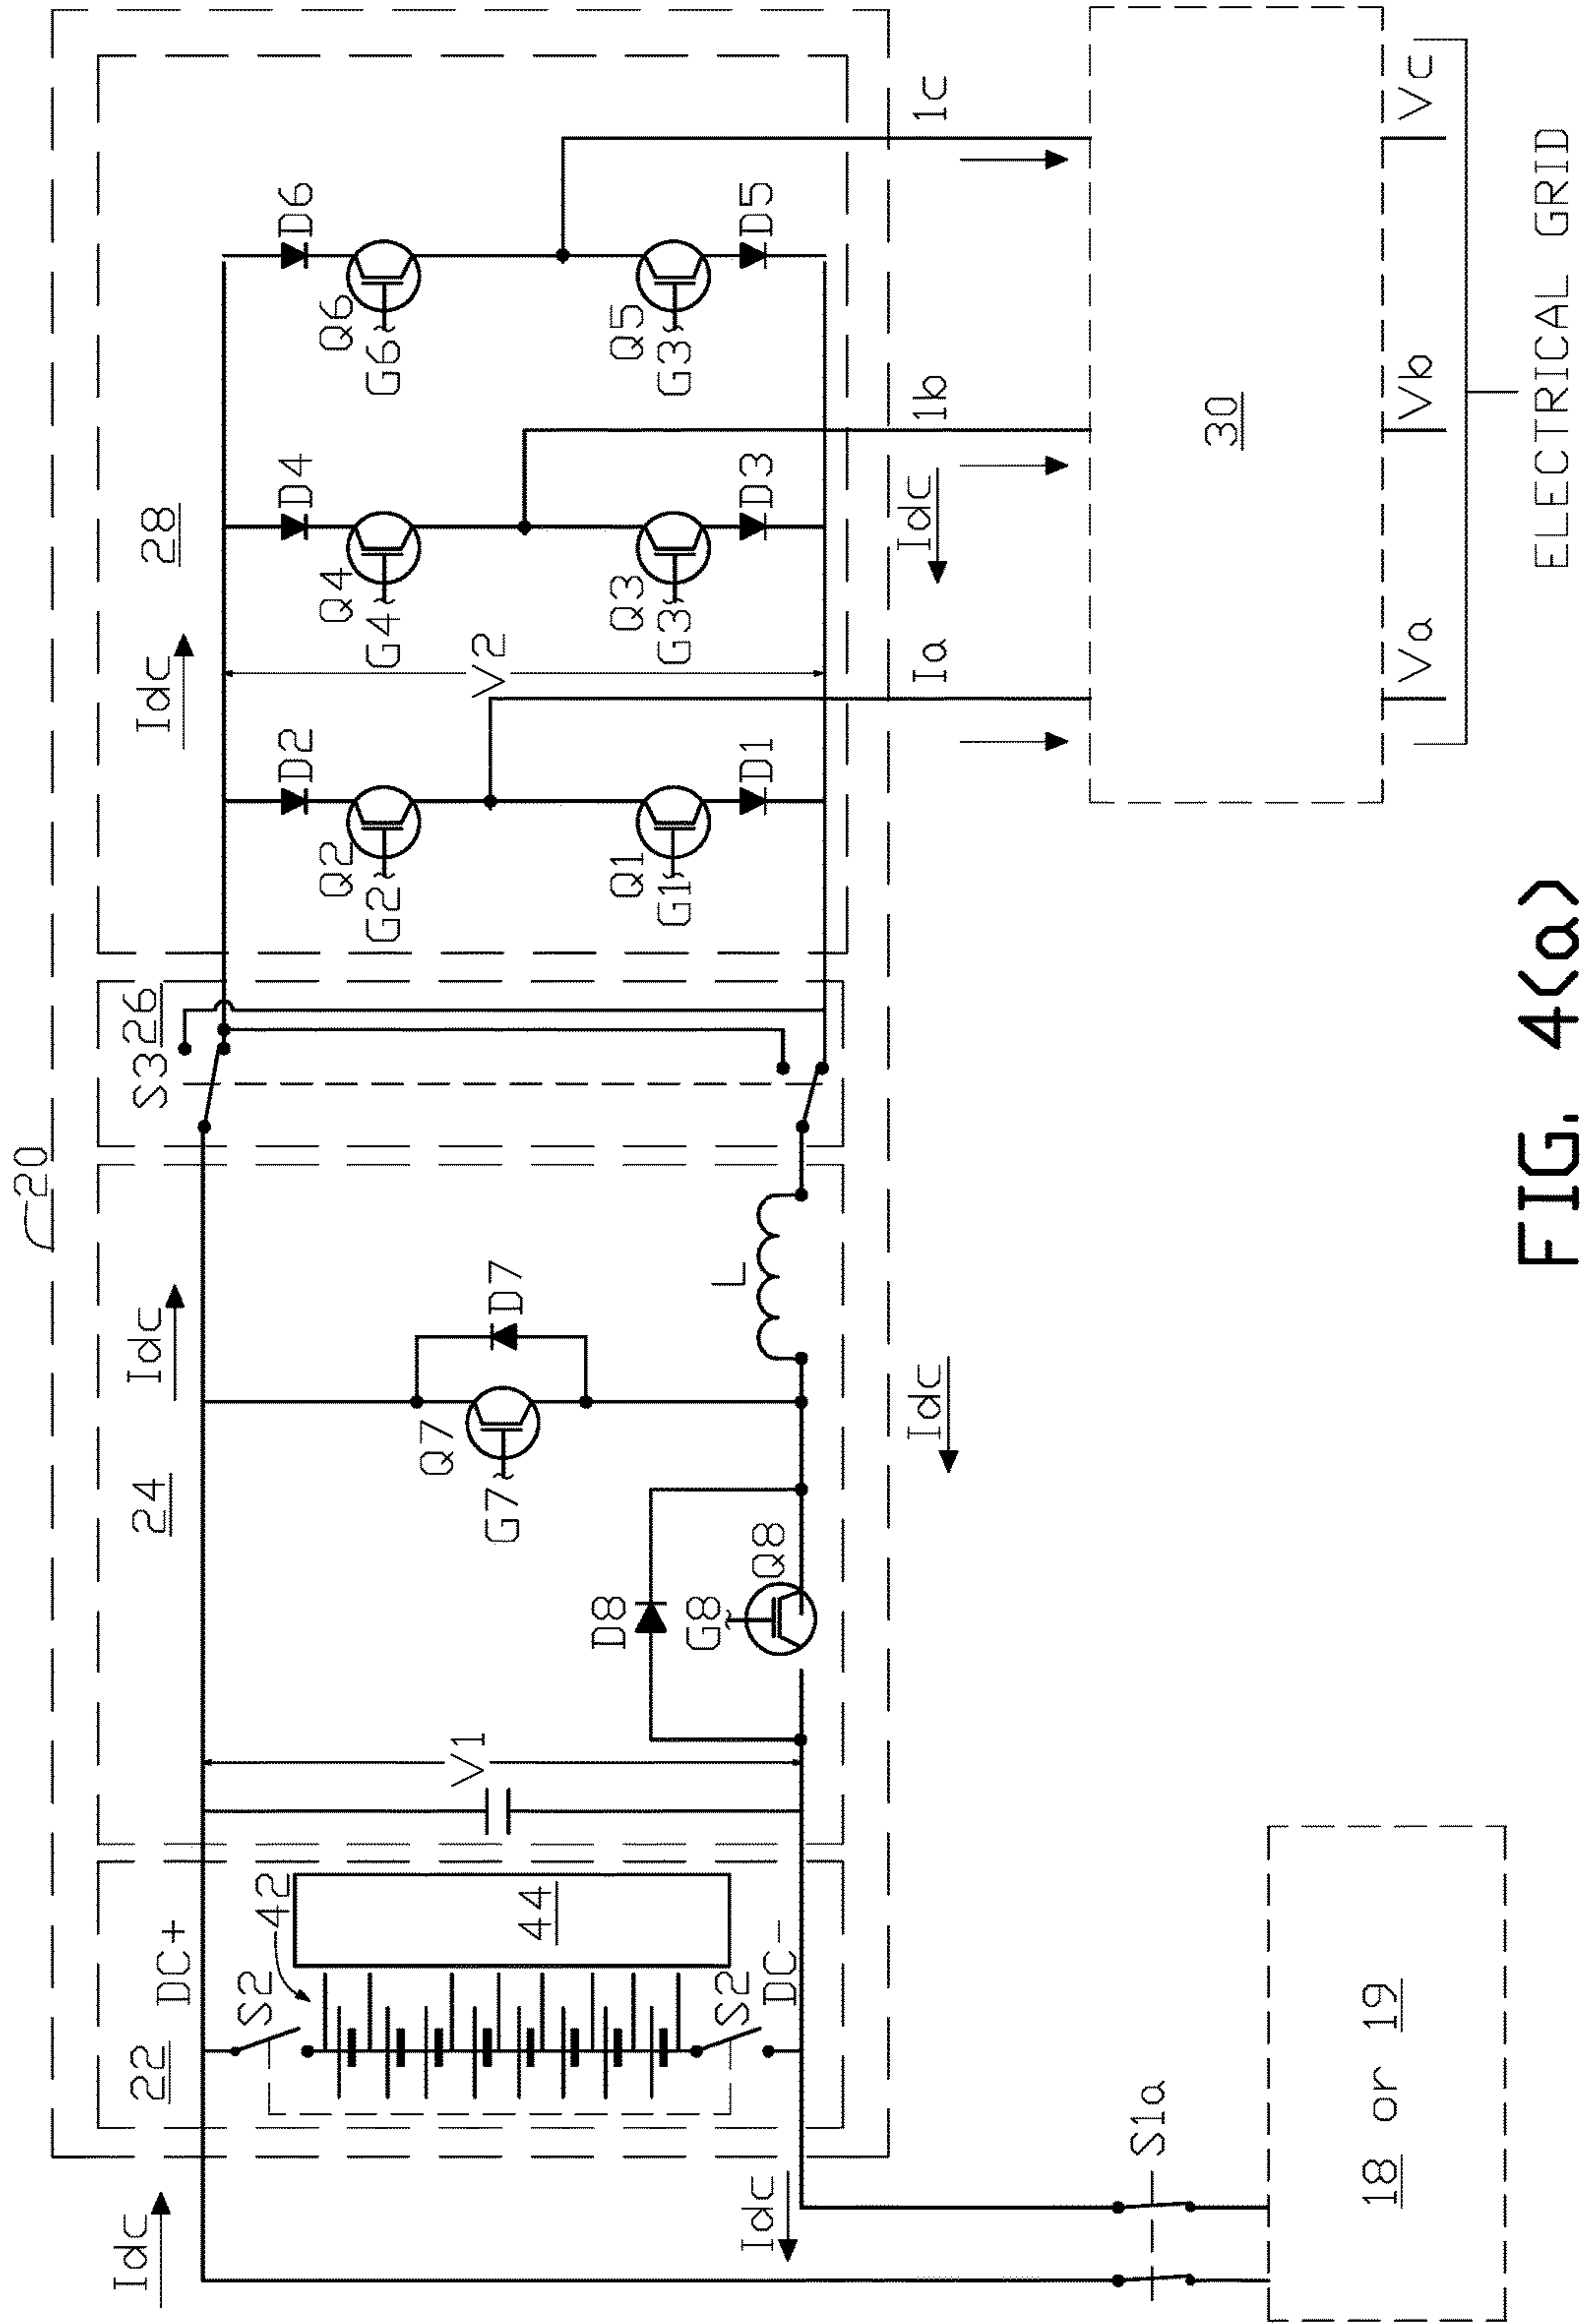 20
Idc
22
DC+
S2
42
44
S2
DC-
Idc
24
Idc
V1
D8
G8
Q8
Q7
G7
D7
L
Idc
S3
26
28
Idc
Q2
G2
D2
Q1
G1
D1
V2
Q4
G4
D4
Q3
G3
D3
Q6
G6
D6
Q5
G3
D5
Ia
Idc
1b
1c
30
Va
Vb
Vc
ELECTRICAL GRID
S1a
18 or 19
FIG. 4(a)